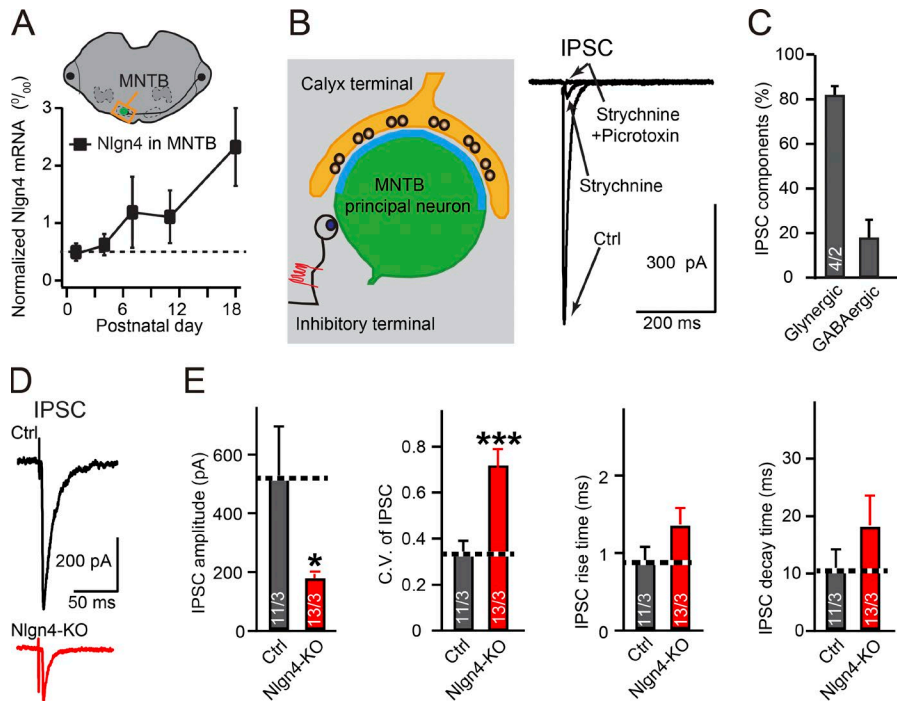 A
MNTB
Normalized Nlgn4 mRNA (⁰/₀₀)
3
2
1
0
Nlgn4 in MNTB
0 6 12 18
Postnatal day
B
Calyx terminal
MNTB
principal neuron
Inhibitory terminal
IPSC
Strychnine
+Picrotoxin
Strychnine
Ctrl
300 pA
200 ms
C
IPSC components (%)
100
80
60
40
20
0
4/2
Glynergic
GABAergic
D
IPSC
Ctrl
200 pA
50 ms
Nlgn4-KO
E
IPSC amplitude (pA)
600
400
200
0
*
11/3
13/3
Ctrl
Nlgn4-KO
C.V. of IPSC
0.8
0.6
0.4
0.2
0
***
11/3
13/3
Ctrl
Nlgn4-KO
IPSC rise time (ms)
2
1
0
11/3
13/3
Ctrl
Nlgn4-KO
IPSC decay time (ms)
30
20
10
0
11/3
13/3
Ctrl
Nlgn4-KO